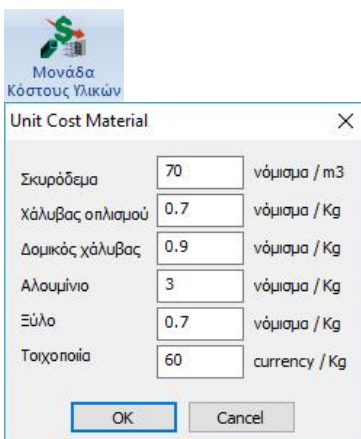 Μονάδα
Κόστους Υλικών
Unit Cost Material
Σκυρόδεμα 70 νόμισμα / m3
Χάλυβας οπλισμού 0.7 νόμισμα / Kg
Δομικός χάλυβας 0.9 νόμισμα / Kg
Αλουμίνιο 3 νόμισμα / Kg
Ξύλο 0.7 νόμισμα / Kg
Τοιχοποιία 60 currency / Kg
OK Cancel